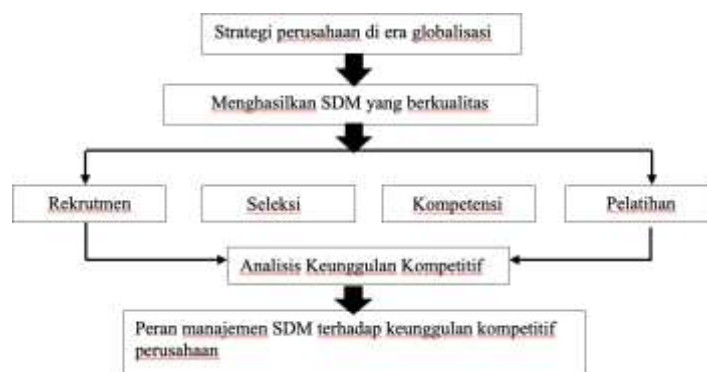 Strategi perusahaan di era globalisasi
Menghasilkan SDM yang berkualitas
Rekrutmen
Seleksi
Kompetensi
Pelatihan
Analisis Keunggulan Kompetitif
Peran manajemen SDM terhadap keunggulan kompetitif
perusahaan